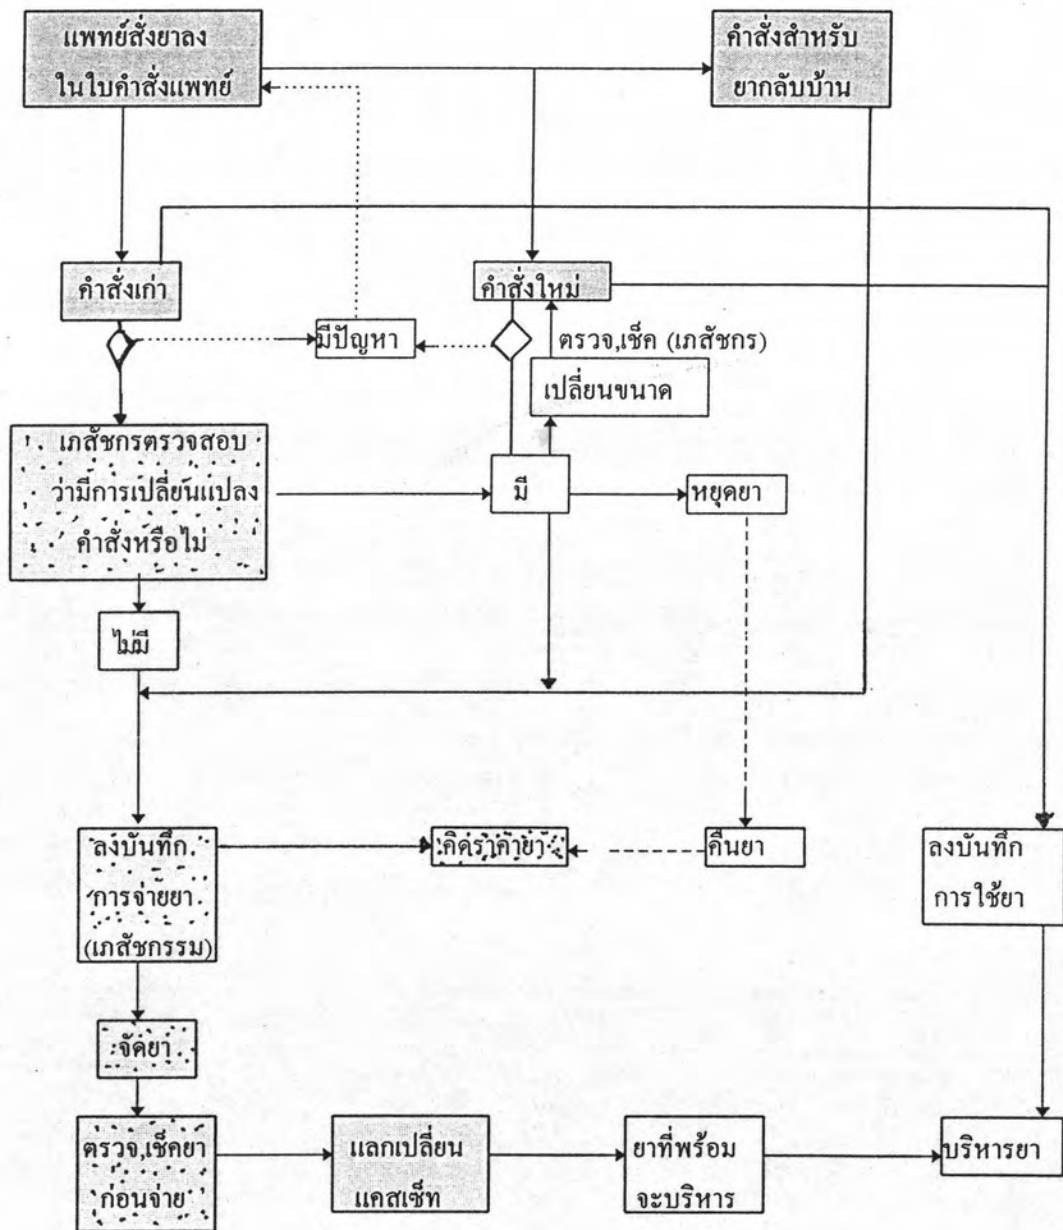 แพทย์สั่งยาลง
ในใบคำสั่งแพทย์
คำสั่งสำหรับ
ยากลับบ้าน
คำสั่งเก่า
คำสั่งใหม่
มีปัญหา
ตรวจ,เช็ค (เภสัชกร)
เปลี่ยนขนาด
เภสัชกรตรวจสอบ
ว่ามีการเปลี่ยนแปลง
คำสั่งหรือไม่
มี
หยุดยา
ไม่มี
ลงบันทึก
การจ่ายยา
(เภสัชกรรม)
คิดราคายา
คืนยา
ลงบันทึก
การใช้ยา
จัดยา
ตรวจ,เช็คยา
ก่อนจ่าย
แลกเปลี่ยน
แคสเซ็ท
ยาที่พร้อม
จะบริหาร
บริหารยา